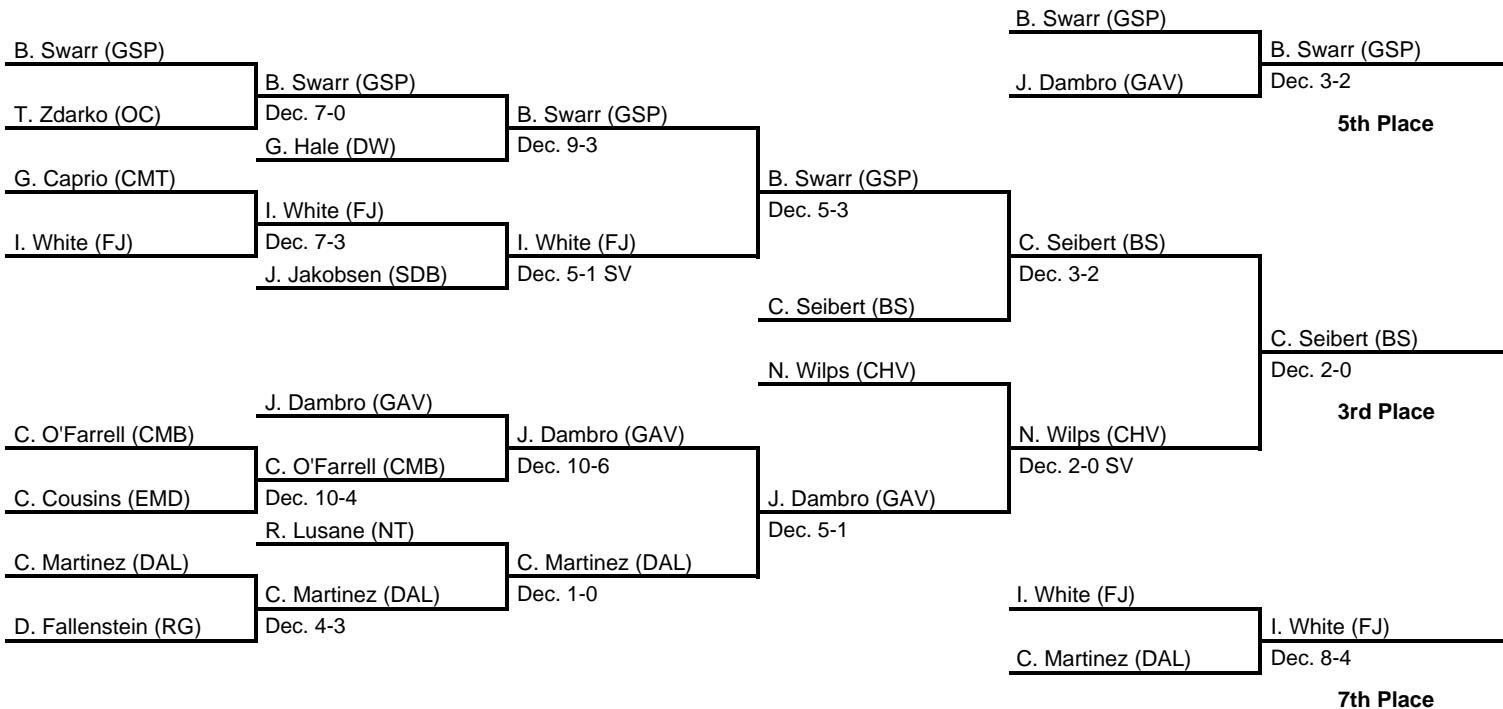 B. Swarr (GSP)
T. Zdarko (OC)
G. Caprio (CMT)
I. White (FJ)
C. O'Farrell (CMB)
C. Cousins (EMD)
C. Martinez (DAL)
D. Fallenstein (RG)
B. Swarr (GSP)
Dec. 7-0
G. Hale (DW)
I. White (FJ)
Dec. 7-3
J. Jakobsen (SDB)
J. Dambro (GAV)
C. O'Farrell (CMB)
Dec. 10-4
R. Lusane (NT)
C. Martinez (DAL)
Dec. 4-3
B. Swarr (GSP)
Dec. 9-3
I. White (FJ)
Dec. 5-1 SV
J. Dambro (GAV)
Dec. 10-6
C. Martinez (DAL)
Dec. 1-0
B. Swarr (GSP)
Dec. 5-3
C. Seibert (BS)
N. Wilps (CHV)
J. Dambro (GAV)
Dec. 5-1
C. Seibert (BS)
Dec. 3-2
N. Wilps (CHV)
Dec. 2-0 SV
C. Seibert (BS)
Dec. 2-0
3rd Place
B. Swarr (GSP)
J. Dambro (GAV)
B. Swarr (GSP)
Dec. 3-2
5th Place
I. White (FJ)
C. Martinez (DAL)
I. White (FJ)
Dec. 8-4
7th Place